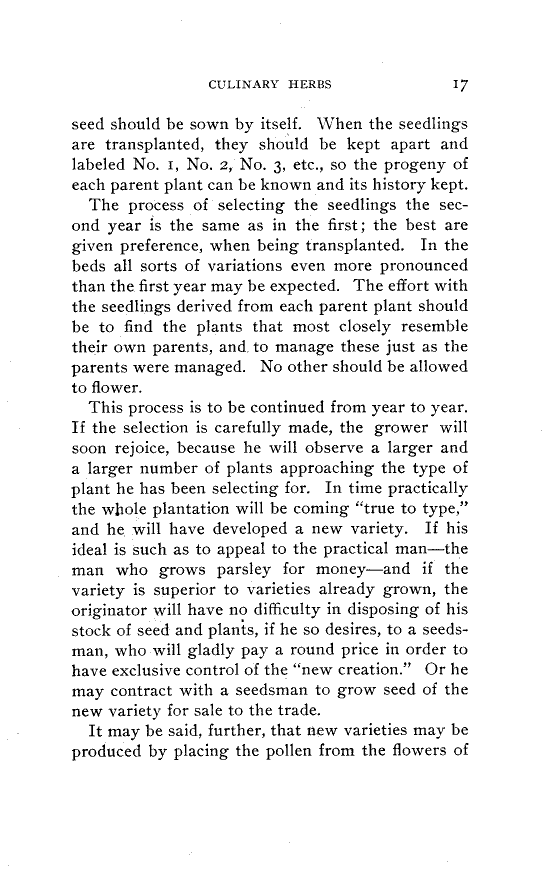 CULINARY HERBS 17
seed should be sown by itself. When the seedlings
are transplanted, they should be kept apart and
labeled No. 1, No. 2, No. 3, etc., so the progeny of
each parent plant can be known and its history kept.
The process of selecting the seedlings the sec-
ond year is the same as in the first; the best are
given preference, when being transplanted. In the
beds all sorts of variations even more pronounced
than the first year may be expected. The effort with
the seedlings derived from each parent plant should
be to find the plants that most closely resemble
their own parents, and to manage these just as the
parents were managed. No other should be allowed
to flower.
This process is to be continued from year to year.
If the selection is carefully made, the grower will
soon rejoice, because he will observe a larger and
a larger number of plants approaching the type of
plant he has been selecting for. In time practically
the whole plantation will be coming "true to type,"
and he will have developed a new variety. If his
ideal is such as to appeal to the practical man—the
man who grows parsley for money—and if the
variety is superior to varieties already grown, the
originator will have no difficulty in disposing of his
stock of seed and plants, if he so desires, to a seeds-
man, who will gladly pay a round price in order to
have exclusive control of the "new creation." Or he
may contract with a seedsman to grow seed of the
new variety for sale to the trade.
It may be said, further, that new varieties may be
produced by placing the pollen from the flowers of